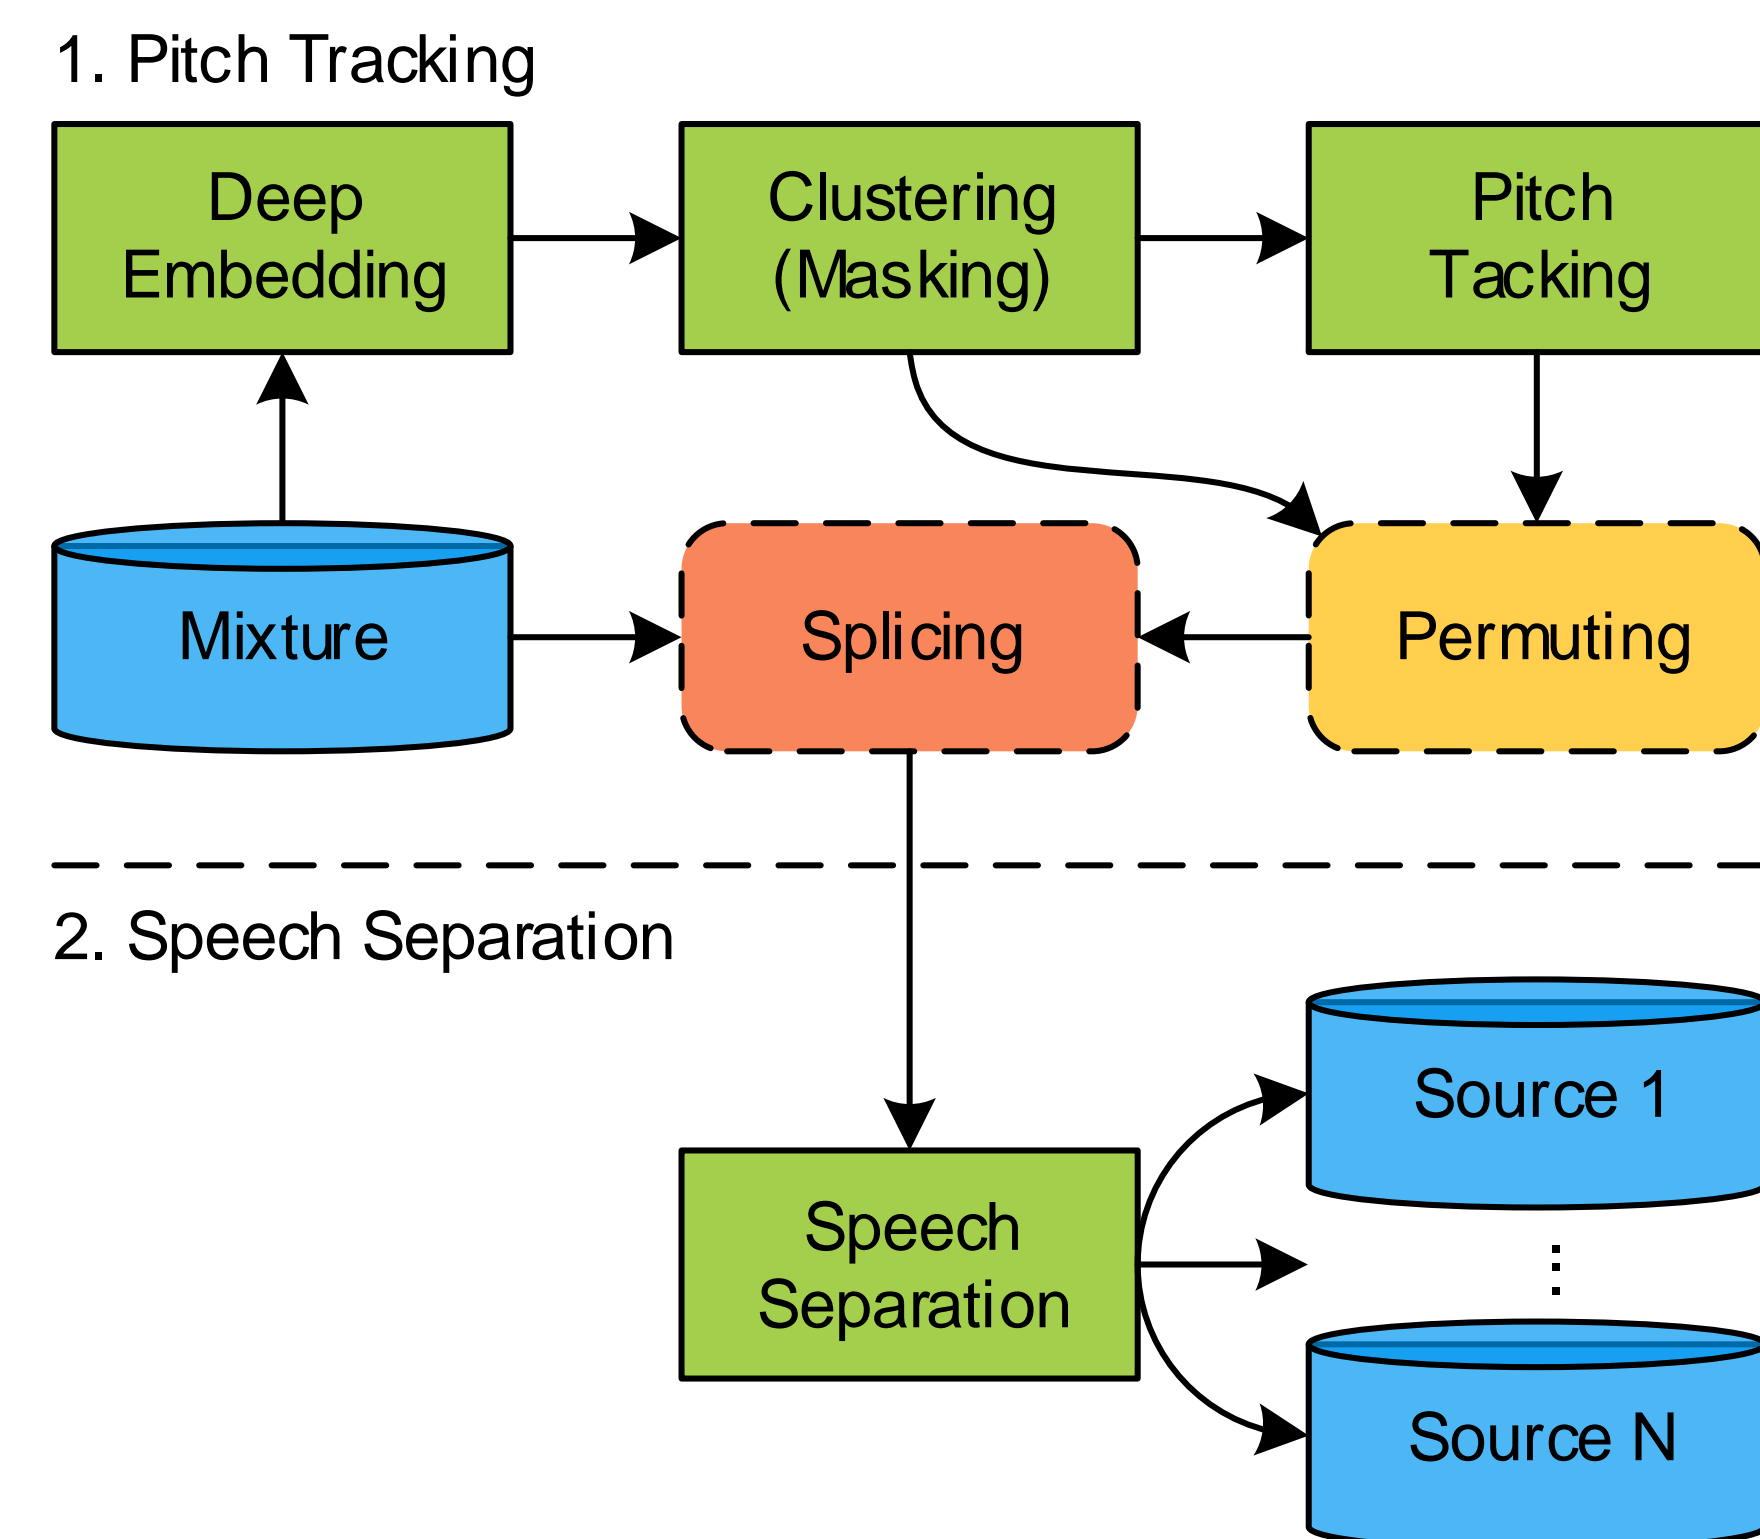 1. Pitch Tracking
Deep
Embedding
Clustering
(Masking)
Pitch
Tacking
Mixture
Splicing
Permuting
2. Speech Separation
Source 1
Speech
Separation
Source N